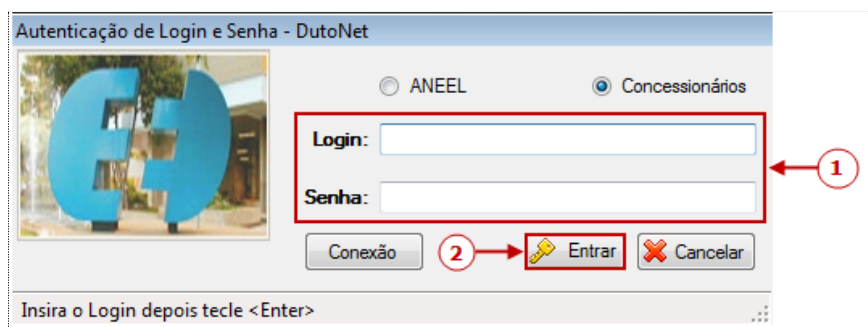 Autenticação de Login e Senha - DutoNet
ANEEL Concessionários
Login:
1
Senha:
Conexão 2 Entrar Cancelar
Insira o Login depois tecle <Enter>